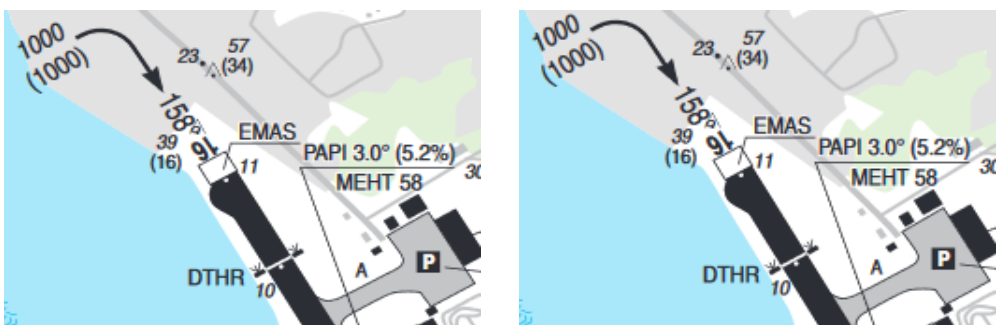 1000
(1000)
57
23
(34)
158°
39
(16)
16
EMAS
11
PAPI 3.0° (5.2%)
MEHT 58
30
DTHR
10
A
P
1000
(1000)
57
23
(34)
158°
39
(16)
16
EMAS
11
PAPI 3.0° (5.2%)
MEHT 58
30
DTHR
10
A
P